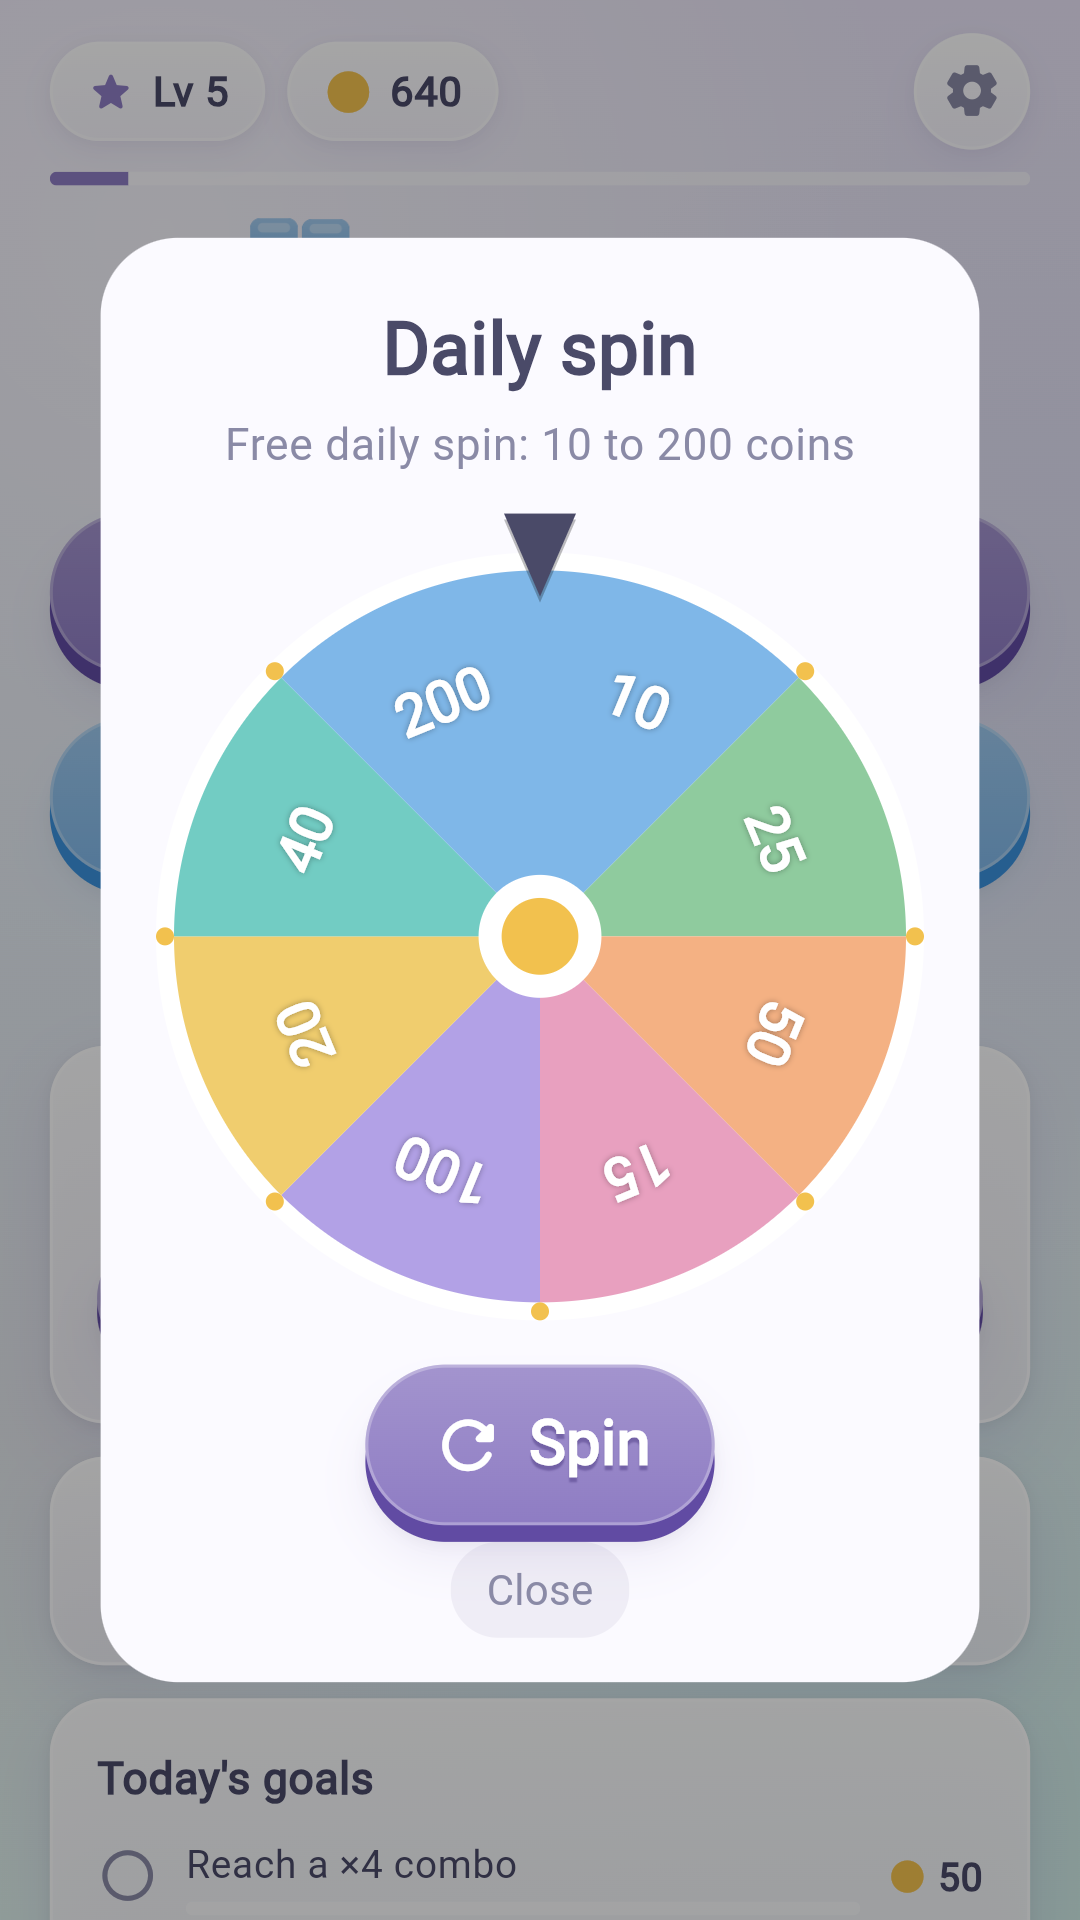 Lv 5
640
Daily spin
Free daily spin: 10 to 200 coins
200
10
40
25
20
50
100
15
Spin
Close
Today's goals
Reach a ×4 combo
50